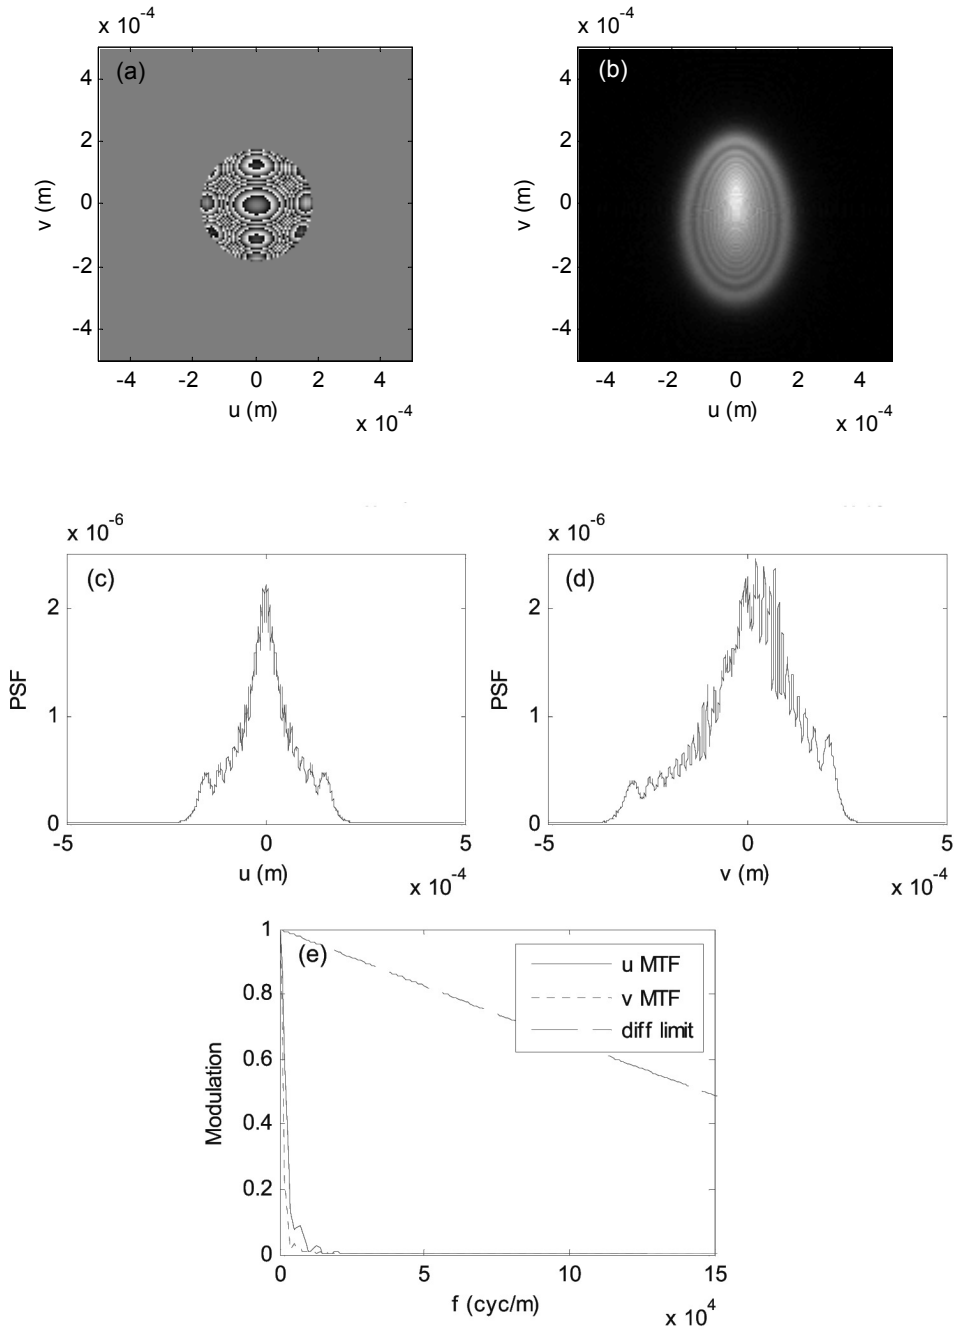 x 10-4
(a)
4
2
0
-2
-4
v (m)
-4 -2 0 2 4
u (m)
x 10-4
x 10-4
(b)
4
2
0
-2
-4
v (m)
-4 -2 0 2 4
u (m)
x 10-4
x 10-6
(c)
2
1
0
PSF
-5 0 5
u (m)
x 10-4
x 10-6
(d)
2
1
0
PSF
-5 0 5
v (m)
x 10-4
(e)
1
0.8
0.6
0.4
0.2
0
Modulation
u MTF
v MTF
diff limit
0 5 10 15
f (cyc/m)
x 104